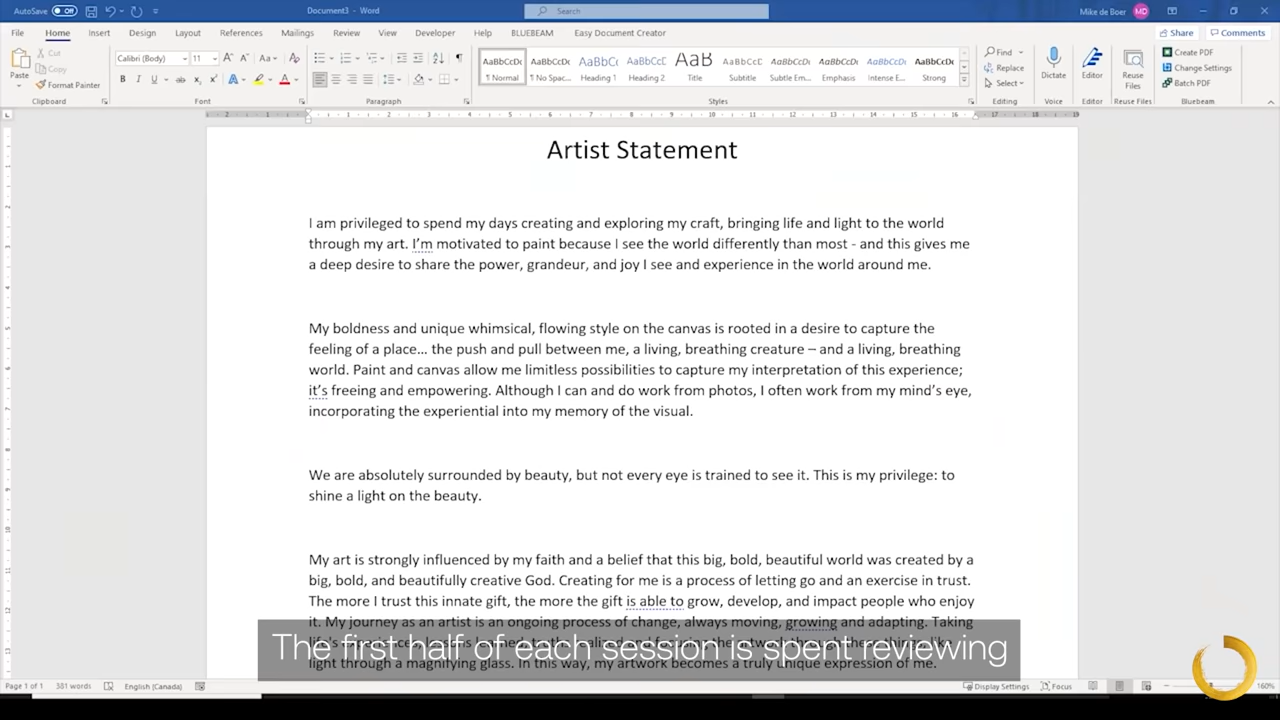 AutoSave Off Document3 - Word Search Mike de Boer MD
File Home Insert Design Layout References Mailings Review View Developer Help BLUEBEAM Easy Document Creator Share Comments
Paste Cut Copy Format Painter Clipboard
Calibri (Body) 11 Font
Paragraph
AaBbCcDc ¶ Normal AaBbCcDc ¶ No Spac... AaBbC Heading 1 AaBbCcC Heading 2 AaB Title AaBbCcC Subtitle AaBbCcDc Subtle Em... AaBbCcDc Emphasis AaBbCcDc Intense E... AaBbCcDc Strong Styles
Find Replace Select Editing
Dictate Voice
Editor Editor
Reuse Files Reuse Files
Create PDF Change Settings Batch PDF Bluebeam
Artist Statement
I am privileged to spend my days creating and exploring my craft, bringing life and light to the world
through my art. I'm motivated to paint because I see the world differently than most - and this gives me
a deep desire to share the power, grandeur, and joy I see and experience in the world around me.
My boldness and unique whimsical, flowing style on the canvas is rooted in a desire to capture the
feeling of a place… the push and pull between me, a living, breathing creature – and a living, breathing
world. Paint and canvas allow me limitless possibilities to capture my interpretation of this experience;
it's freeing and empowering. Although I can and do work from photos, I often work from my mind's eye,
incorporating the experiential into my memory of the visual.
We are absolutely surrounded by beauty, but not every eye is trained to see it. This is my privilege: to
shine a light on the beauty.
My art is strongly influenced by my faith and a belief that this big, bold, beautiful world was created by a
big, bold, and beautifully creative God. Creating for me is a process of letting go and an exercise in trust.
The more I trust this innate gift, the more the gift is able to grow, develop, and impact people who enjoy
it. My journey as an artist is an ongoing process of change, always moving, growing and adapting. Taking
The first half of each session is spent reviewing
light through a magnifying glass. In this way, my artwork becomes a truly unique expression of me.
Page 1 of 1 381 words English (Canada) Display Settings Focus 160%